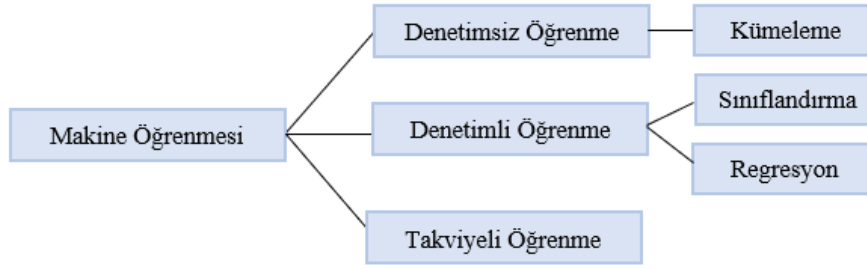 Denetimsiz Öğrenme
Kümeleme
Sınıflandırma
Makine Öğrenmesi
Denetimli Öğrenme
Regresyon
Takviyeli Öğrenme